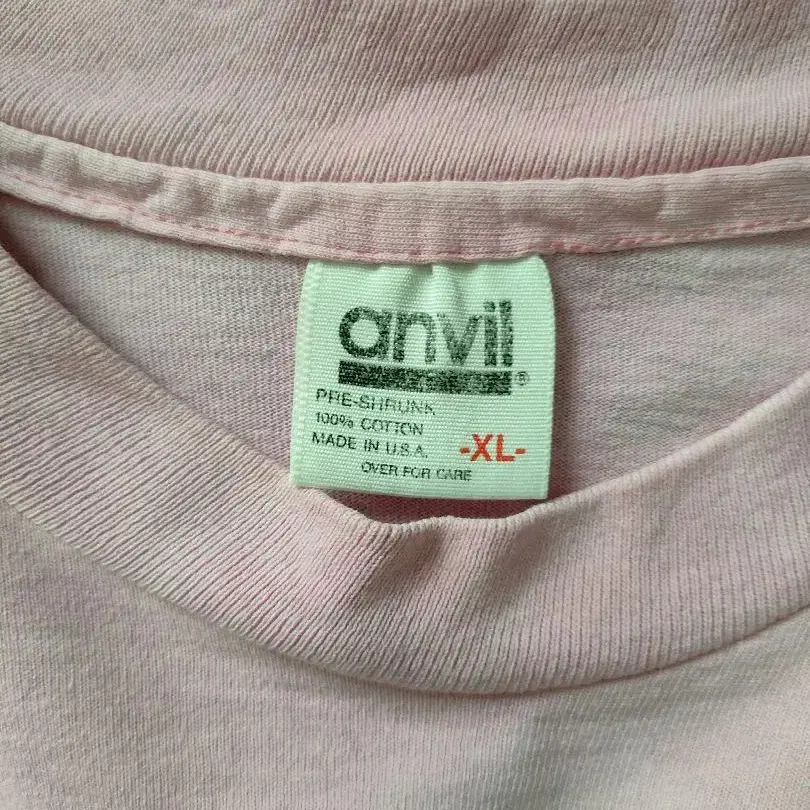 anvil®
PRE-SHRUNK
100% COTTON
MADE IN U.S.A. -XL-
OVER FOR CARE